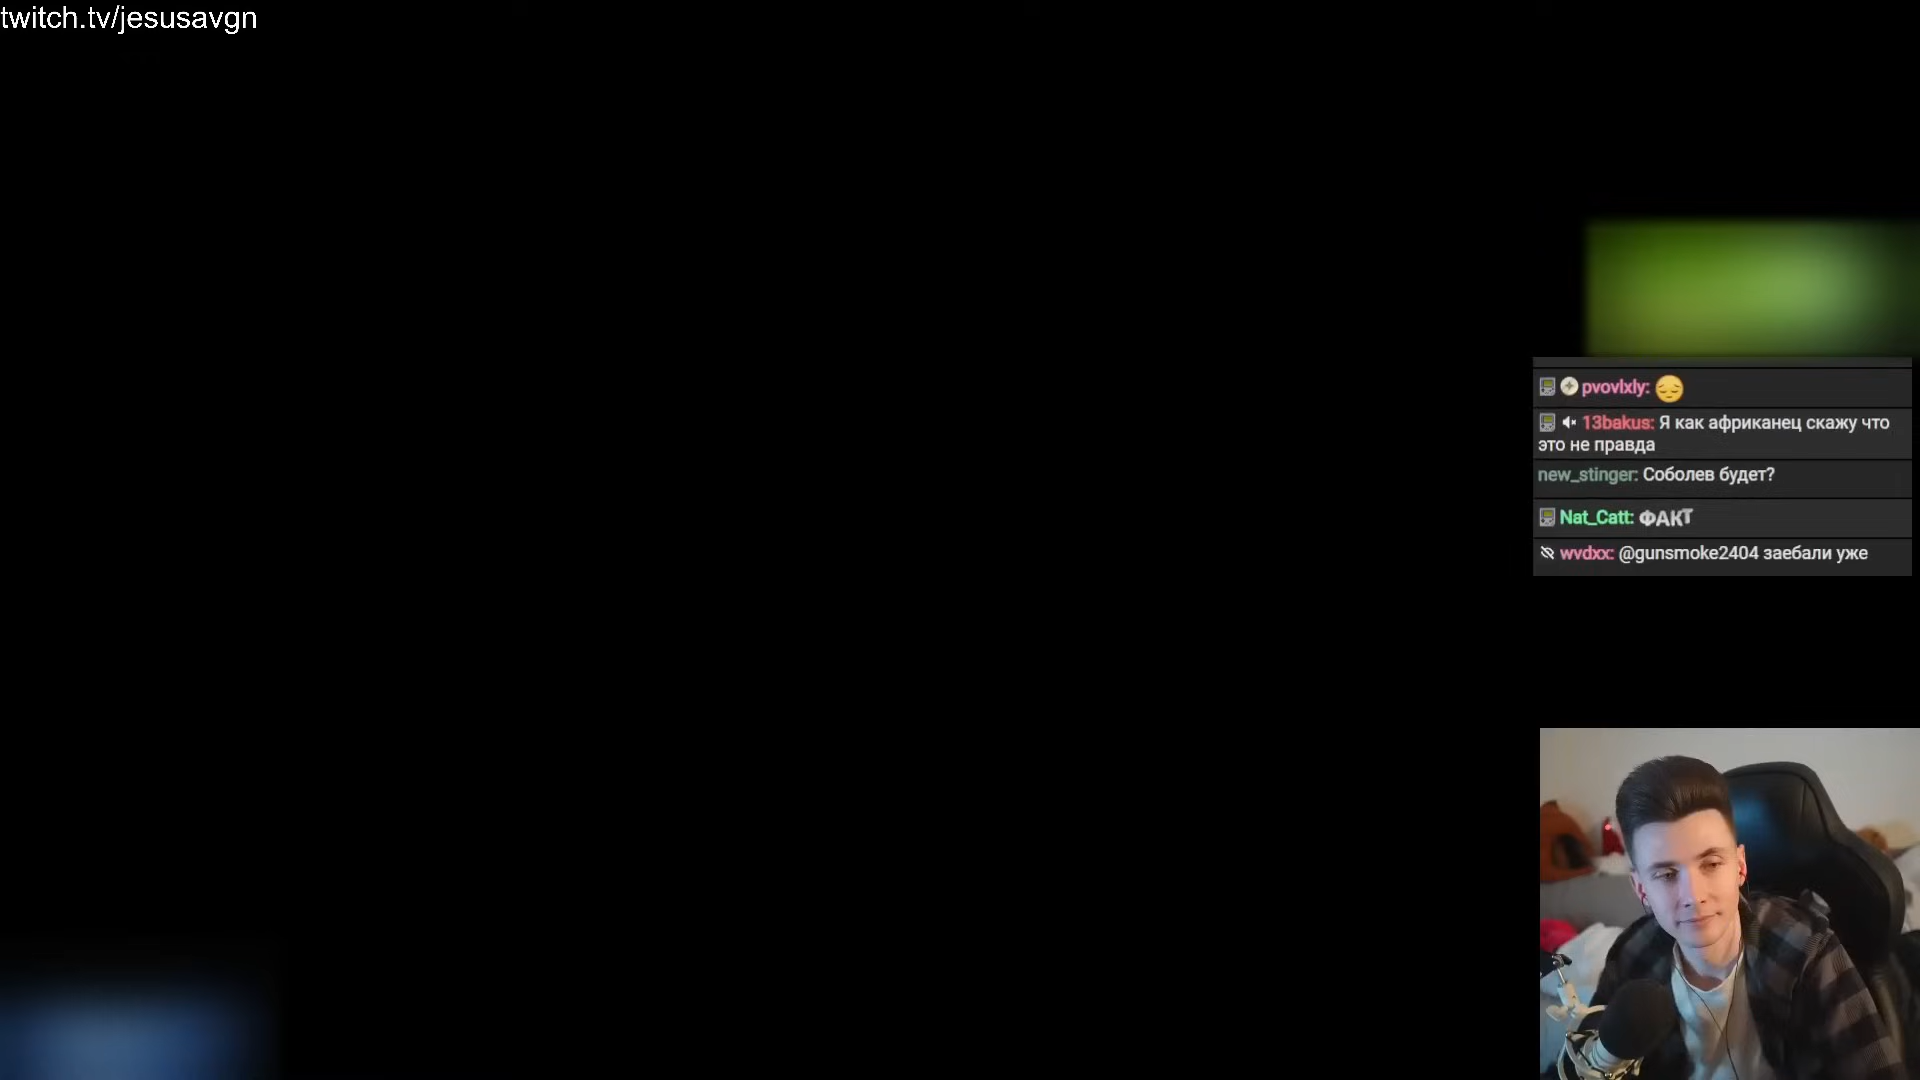 twitch.tv/jesusavgn
pvovlxly:
13bakus: Я как африканец скажу что
это не правда
new_stinger: Соболев будет?
Nat_Catt: ФАКТ
wvdxx: @gunsmoke2404 заебали уже